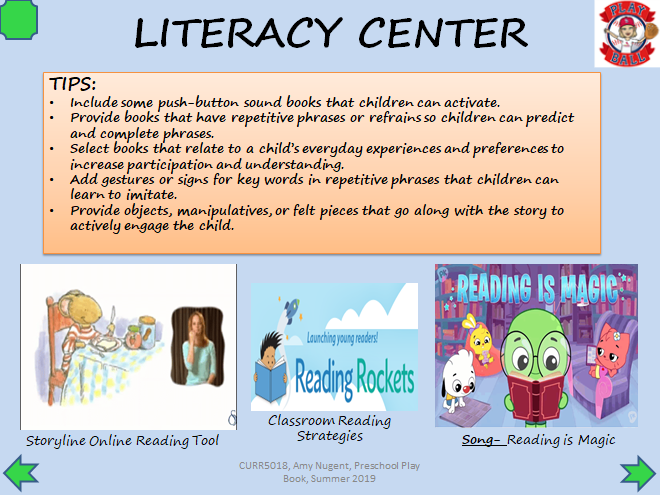 LITERACY CENTER
PLAY
BALL
TIPS:
• Include some push-button sound books that children can activate.
• Provide books that have repetitive phrases or refrains so children can predict
and complete phrases.
• Select books that relate to a child's everyday experiences and preferences to
increase participation and understanding.
• Add gestures or signs for key words in repetitive phrases that children can
learn to imitate.
• Provide objects, manipulatives, or felt pieces that go along with the story to
actively engage the child.
READING IS MAGIC
Launching young readers!
Reading Rockets
8
Classroom Reading
Strategies
Storyline Online Reading Tool
Song- Reading is Magic
CURR5018, Amy Nugent, Preschool Play
Book, Summer 2019